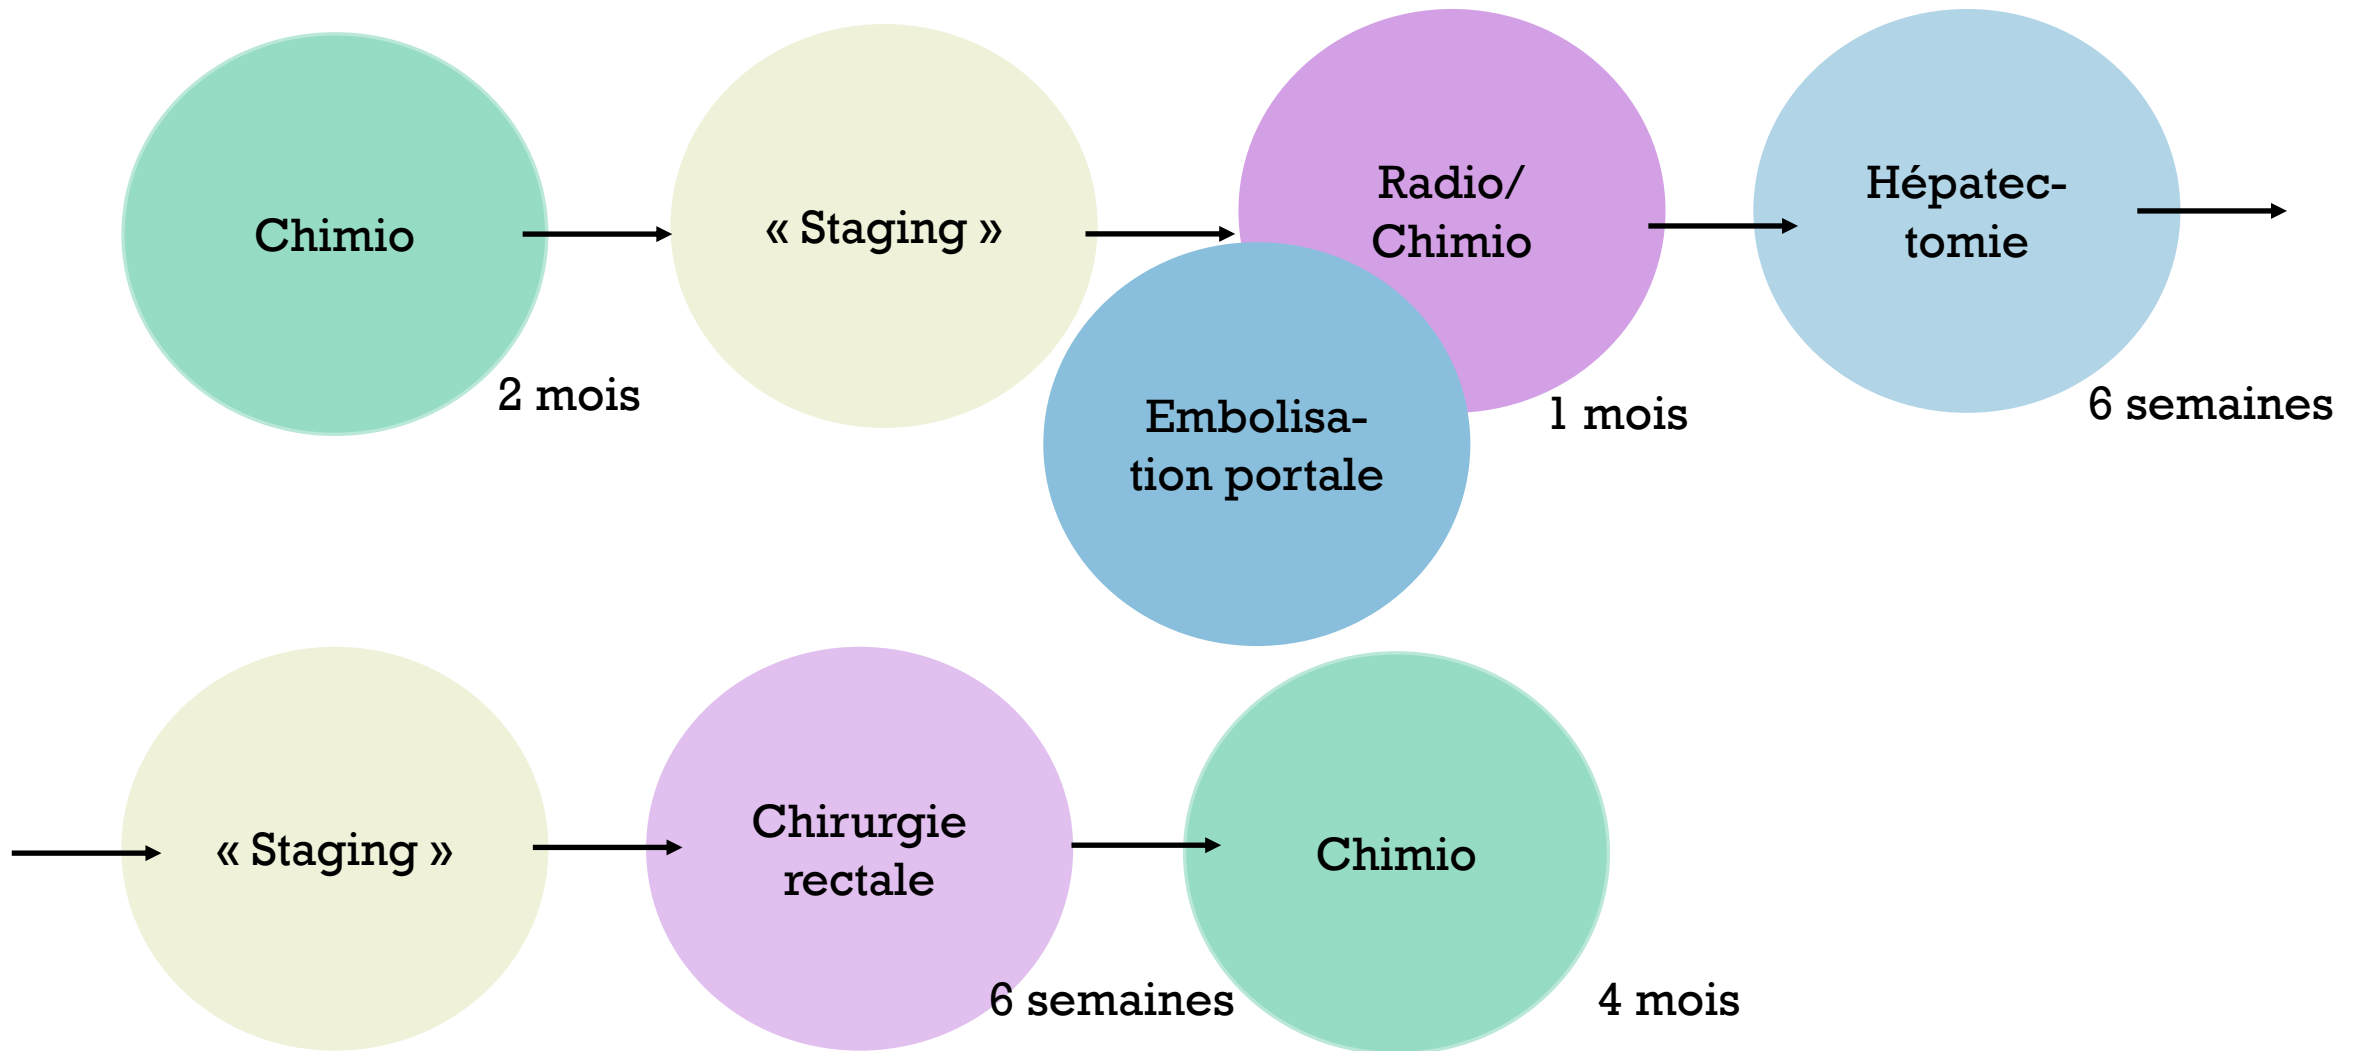 Chimio
2 mois
« Staging »
Radio/
Chimio
1 mois
Embolisa-
tion portale
Hépatec-
tomie
6 semaines
« Staging »
Chirurgie
rectale
6 semaines
Chimio
4 mois